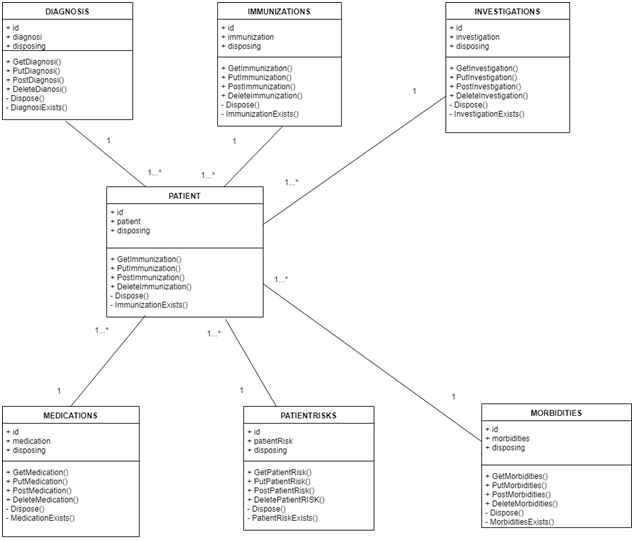 DIAGNOSIS
+ id
+ diagnosi
+ disposing
+ GetDiagnosi()
+ PutDiagnosi()
+ PostDiagnosi()
+ DeleteDianosi()
- Dispose()
- DiagnosiExists()
IMMUNIZATIONS
+ id
+ immunization
+ disposing
+ GetImmunization()
+ PutImmunization()
+ PostImmunization()
+ DeleteImmunization()
- Dispose()
- ImmunizationExists()
INVESTIGATIONS
+ id
+ investigation
+ disposing
+ GetInvestigation()
+ PutInvestigation()
+ PostInvestigation()
+ DeleteInvestigation()
- Dispose()
- InvestigationExists()
1
1
1
1...*
1...*
1...*
PATIENT
+ id
+ patient
+ disposing
+ GetImmunization()
+ PutImmunization()
+ PostImmunization()
+ DeleteImmunization()
- Dispose()
- ImmunizationExists()
1...*
1...*
1...*
1
1
1
MEDICATIONS
+ id
+ medication
+ disposing
+ GetMedication()
+ PutMedication()
+ PostMedication()
+ DeleteMedication()
- Dispose()
- MedicationExists()
PATIENTRISKS
+ id
+ patientRisk
+ disposing
+ GetPatientRisk()
+ PutPatientRisk()
+ PostPatientRisk()
+ DeletePatientRISK()
- Dispose()
- PatientRiskExists()
MORBIDITIES
+ id
+ morbidities
+ disposing
+ GetMorbidities()
+ PutMorbidities()
+ PostMorbidities()
+ DeleteMorbidities()
- Dispose()
- MorbiditiesExists()